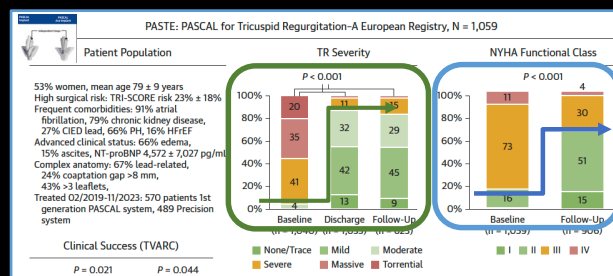 PASTE: PASCAL for Tricuspid Regurgitation–A European Registry, N = 1,059
Patient Population
53% women, mean age 79 ± 9 years
High surgical risk: TRI-SCORE risk 23% ± 18%
Frequent comorbidities: 91% atrial
fibrillation, 79% chronic kidney disease,
27% CIED lead, 66% PH, 16% HFrEF
Advanced clinical status: 66% edema,
15% ascites, NT-proBNP 4,572 ± 7,027 pg/mL
Complex anatomy: 67% lead-related,
24% coaptation gap >8 mm,
43% >3 leaflets,
Treated 02/2019-11/2023: 570 patients 1st
generation PASCAL system, 489 Precision
system
Clinical Success (TVARC)
P = 0.021 P = 0.044
TR Severity
P < 0.001
100%
80%
60%
40%
20%
0%
20
35
41
4
11
32
42
13
15
29
45
9
Baseline Discharge Follow-Up
None/Trace Mild Moderate
Severe Massive Torrential
NYHA Functional Class
P < 0.001
100%
80%
60%
40%
20%
0%
11
73
16
4
30
51
15
Baseline Follow-Up
I II III IV